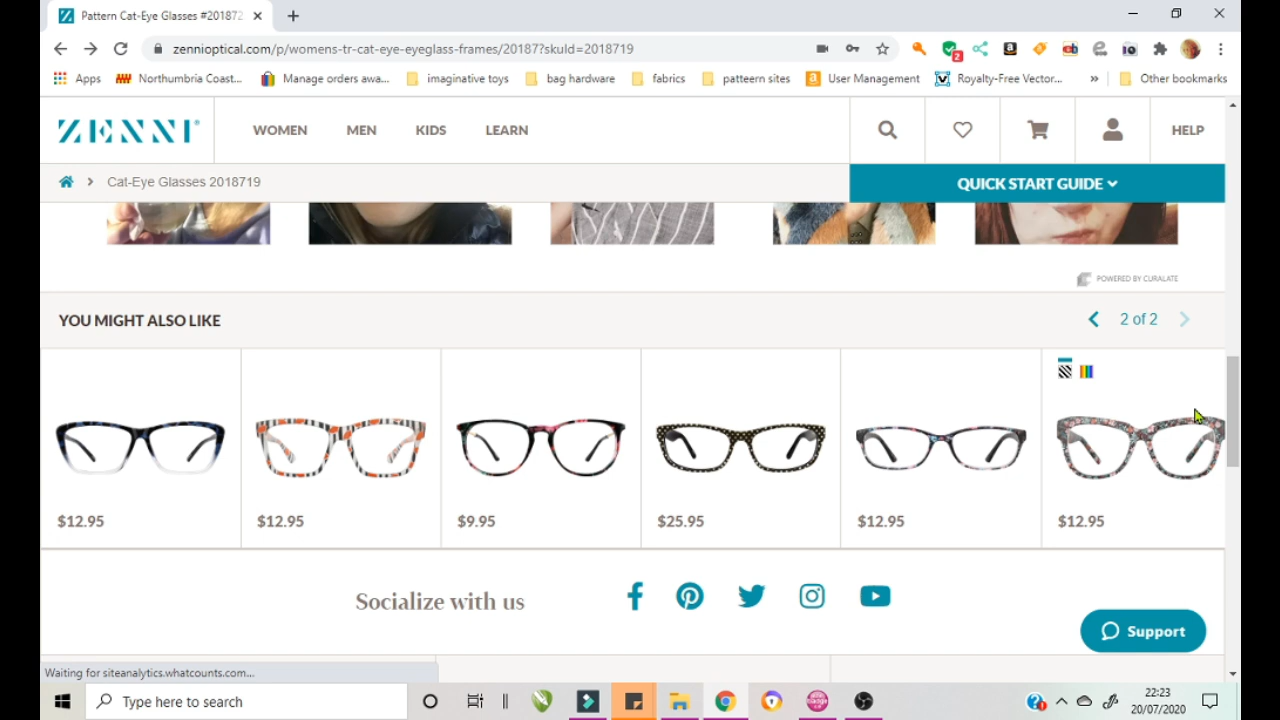 Pattern Cat-Eye Glasses #201872
zennioptical.com/p/womens-tr-cat-eye-eyeglass-frames/20187?skuId=2018719
2
Apps
Northumbria Coast...
Manage orders awa...
imaginative toys
bag hardware
fabrics
patteern sites
User Management
Royalty-Free Vector...
»
Other bookmarks
ZENNI®
WOMEN
MEN
KIDS
LEARN
HELP
Cat-Eye Glasses 2018719
QUICK START GUIDE
POWERED BY CURALATE
YOU MIGHT ALSO LIKE
2 of 2
$12.95
$12.95
$9.95
$25.95
$12.95
$12.95
Socialize with us
Support
Waiting for siteanalytics.whatcounts.com...
Type here to search
22:23
20/07/2020